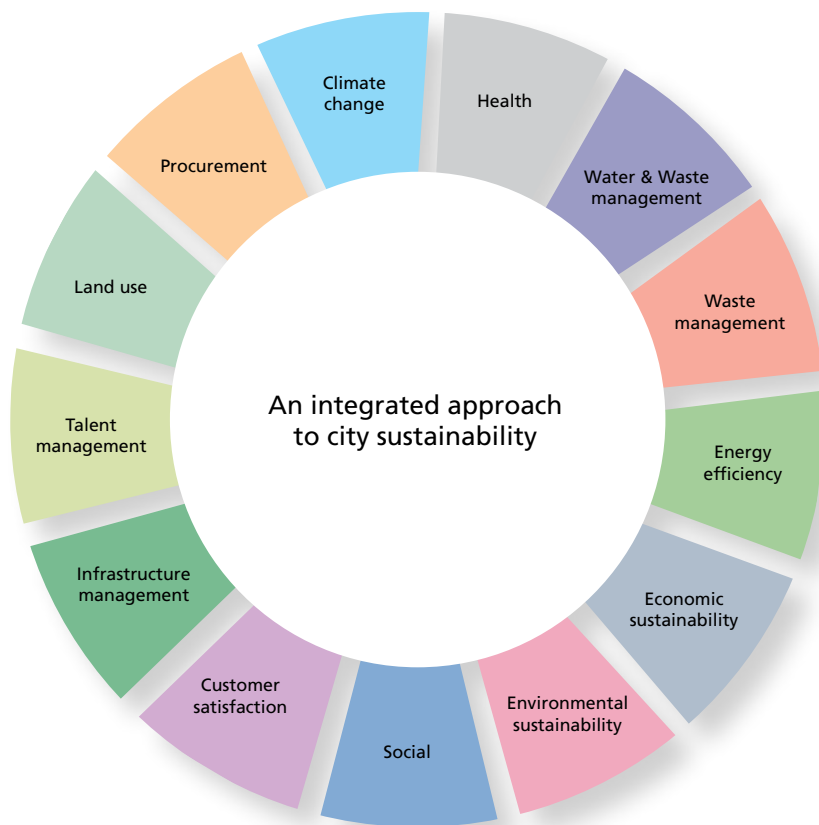 Climate
change
Health
Water & Waste
management
Waste
management
Energy
efficiency
Economic
sustainability
Environmental
sustainability
Social
Customer
satisfaction
Infrastructure
management
Talent
management
Land use
Procurement
An integrated approach
to city sustainability